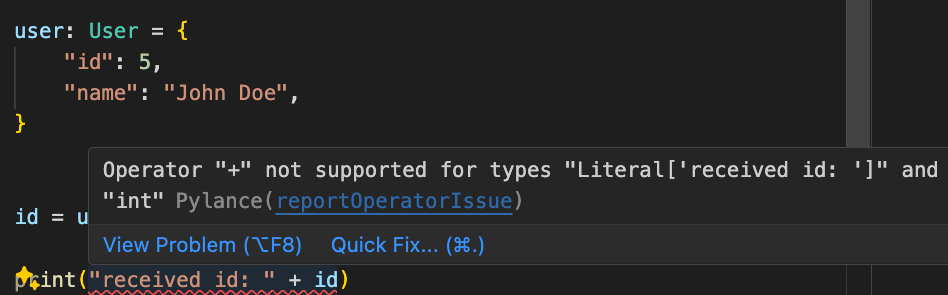 user: User = {
"id": 5,
"name": "John Doe",
}
Operator "+" not supported for types "Literal['received id: ']" and
"int" Pylance(reportOperatorIssue)
id = u
View Problem (⌥F8) Quick Fix... (⌘.)
print("received id: " + id)